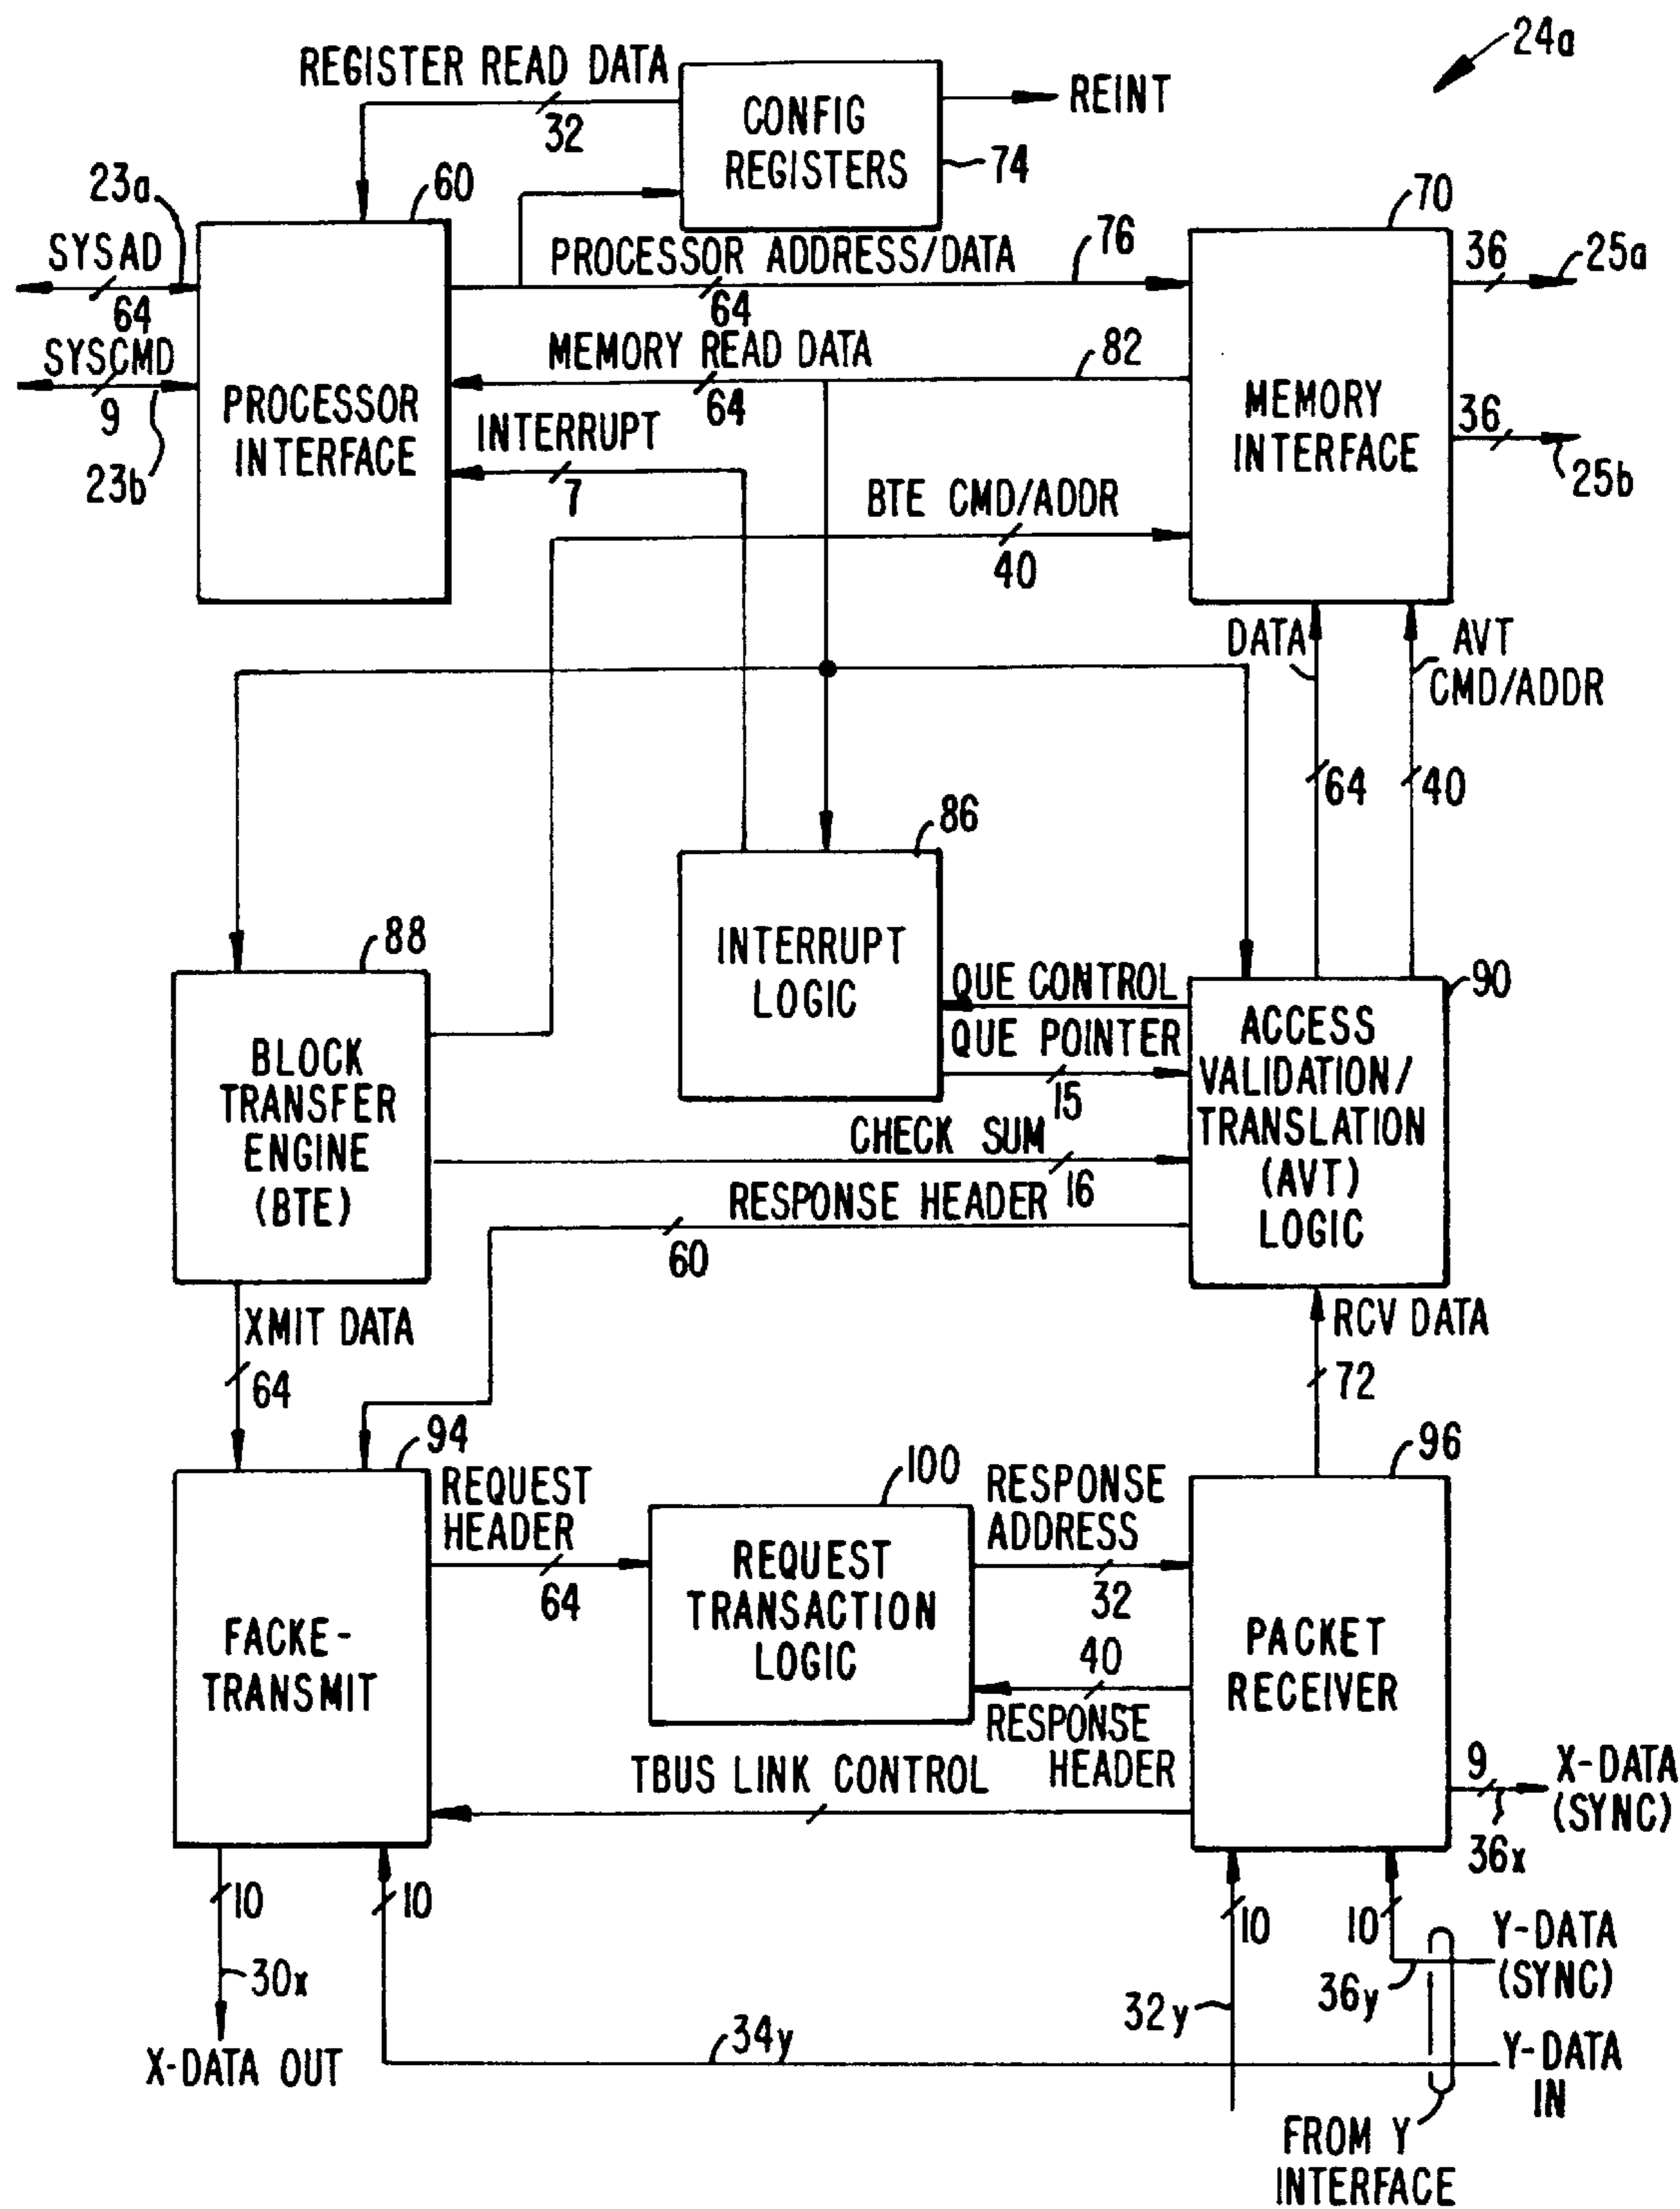 24a
REGISTER READ DATA
32
CONFIG
REGISTERS
REINT
74
23a
60
70
SYSAD
64
PROCESSOR ADDRESS/DATA
76
64
36
25a
SYSCMD
9
23b
PROCESSOR
INTERFACE
MEMORY READ DATA
82
64
MEMORY
INTERFACE
36
25b
INTERRUPT
7
BTE CMD/ADDR
40
DATA
AVT
CMD/ADDR
64
40
86
INTERRUPT
LOGIC
88
BLOCK
TRANSFER
ENGINE
(BTE)
QUE CONTROL
QUE POINTER
15
90
ACCESS
VALIDATION/
TRANSLATION
(AVT)
LOGIC
CHECK SUM
16
RESPONSE HEADER
60
XMIT DATA
64
RCV DATA
72
94
REQUEST
HEADER
64
100
REQUEST
TRANSACTION
LOGIC
RESPONSE
ADDRESS
32
96
FACKE-
TRANSMIT
40
RESPONSE
HEADER
PACKET
RECEIVER
TBUS LINK CONTROL
9
X-DATA
(SYNC)
36x
10
10
10
10
Y-DATA
(SYNC)
30x
36y
32y
X-DATA OUT
34y
Y-DATA
IN
FROM Y
INTERFACE